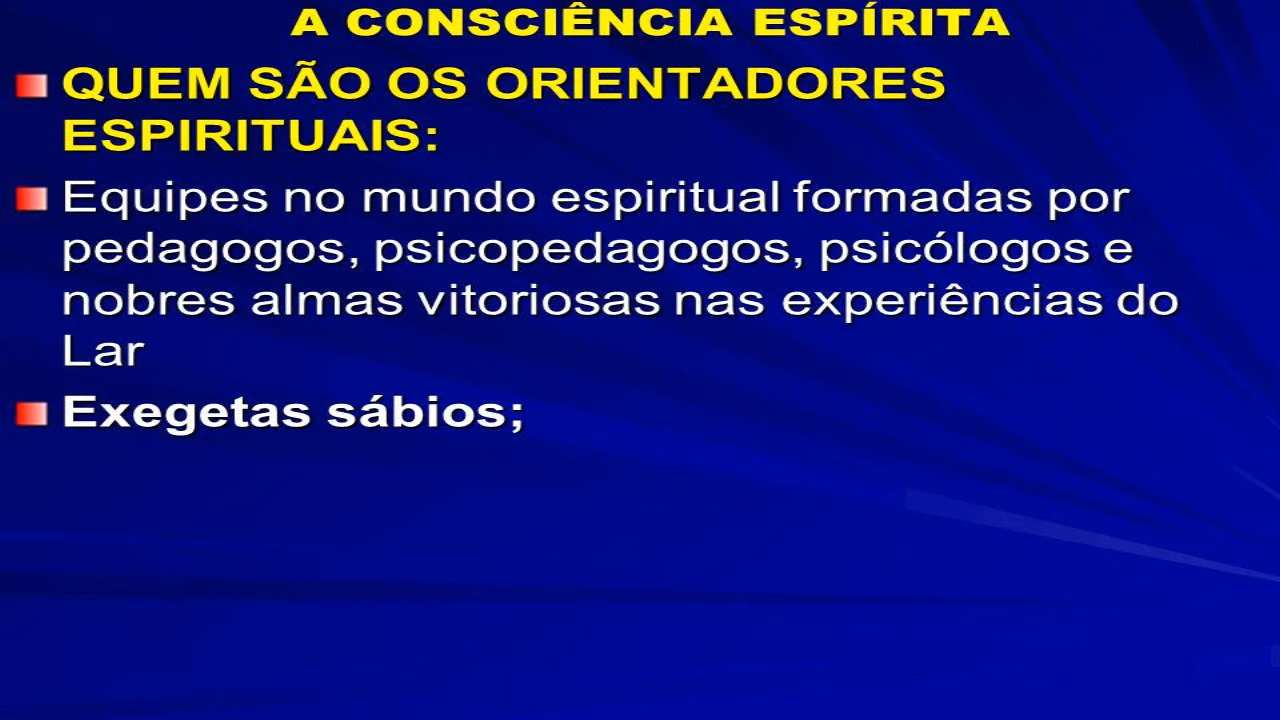 A CONSCIÊNCIA ESPÍRITA
QUEM SÃO OS ORIENTADORES
ESPIRITUAIS:
Equipes no mundo espiritual formadas por
pedagogos, psicopedagogos, psicólogos e
nobres almas vitoriosas nas experiências do
Lar
Exegetas sábios;